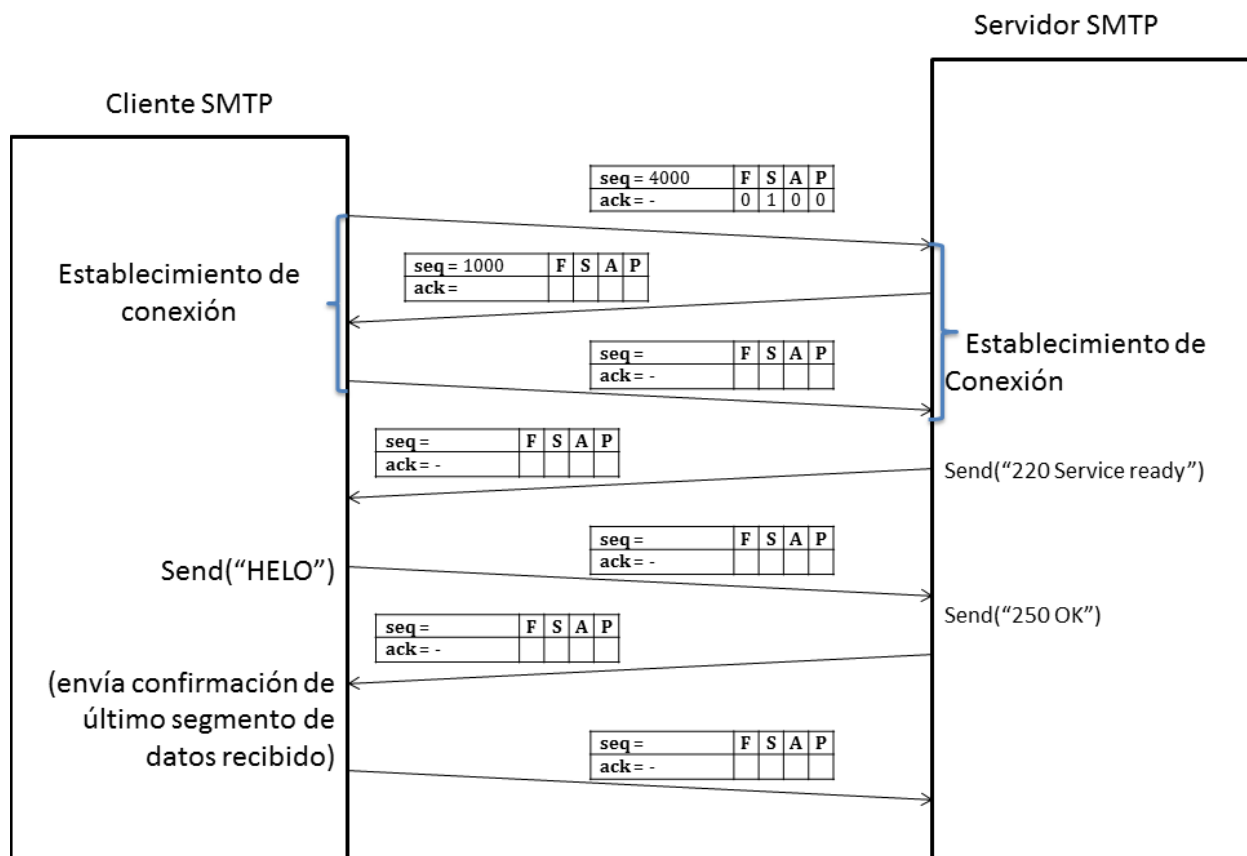 Servidor SMTP
Cliente SMTP
seq = 4000 F S A P
ack = - 0 1 0 0
Establecimiento de
conexión
seq = 1000 F S A P
ack =
seq = F S A P
ack = -
Establecimiento de
Conexión
seq = F S A P
ack = -
Send(“220 Service ready”)
Send(“HELO”)
seq = F S A P
ack = -
Send(“250 OK”)
seq = F S A P
ack = -
(envía confirmación de
último segmento de
datos recibido)
seq = F S A P
ack = -